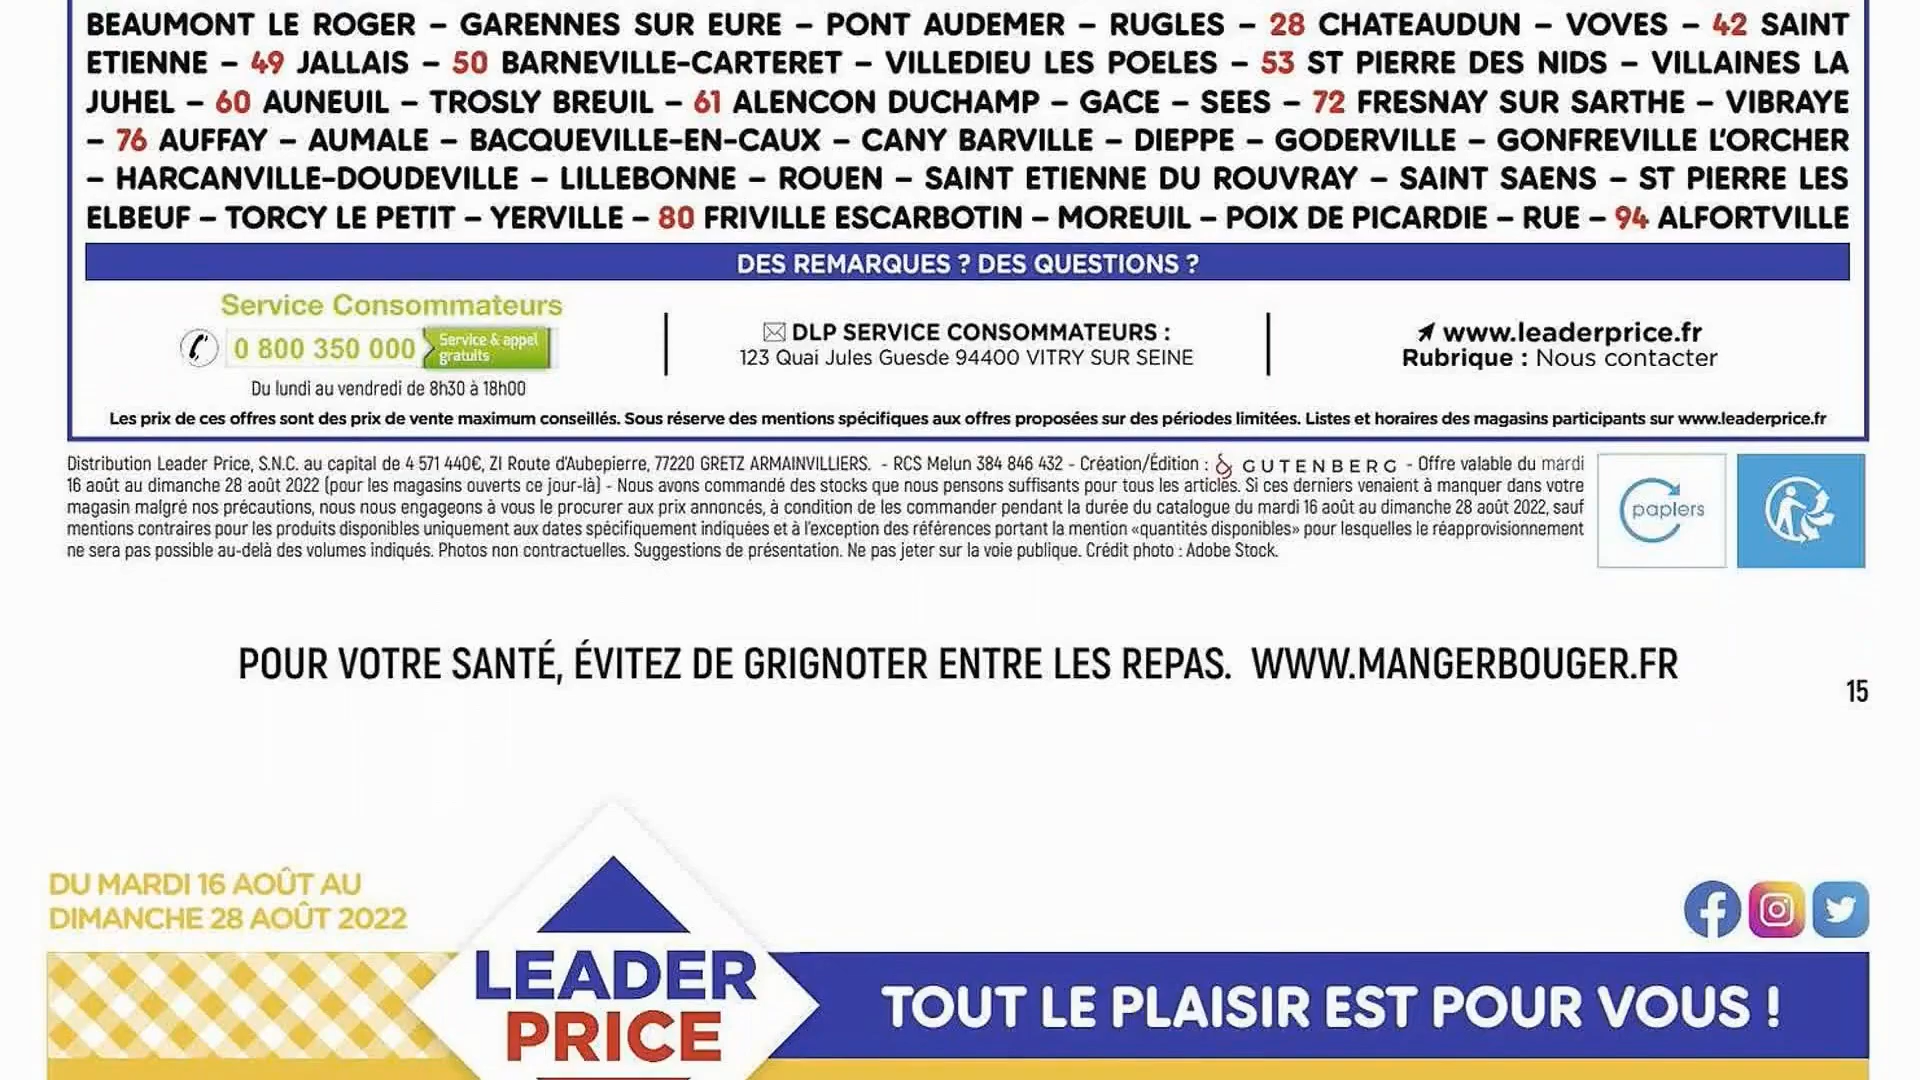 BEAUMONT LE ROGER – GARENNES SUR EURE – PONT AUDEMER – RUGLES – 28 CHATEAUDUN – VOVES – 42 SAINT
ETIENNE – 49 JALLAIS – 50 BARNEVILLE-CARTERET – VILLEDIEU LES POELES – 53 ST PIERRE DES NIDS – VILLAINES LA
JUHEL – 60 AUNEUIL – TROSLY BREUIL – 61 ALENCON DUCHAMP – GACE – SEES – 72 FRESNAY SUR SARTHE – VIBRAYE
– 76 AUFFAY – AUMALE – BACQUEVILLE-EN-CAUX – CANY BARVILLE – DIEPPE – GODERVILLE – GONFREVILLE L'ORCHER
– HARCANVILLE-DOUDEVILLE – LILLEBONNE – ROUEN – SAINT ETIENNE DU ROUVRAY – SAINT SAENS – ST PIERRE LES
ELBEUF – TORCY LE PETIT – YERVILLE – 80 FRIVILLE ESCARBOTIN – MOREUIL – POIX DE PICARDIE – RUE – 94 ALFORTVILLE
DES REMARQUES ? DES QUESTIONS ?
Service Consommateurs
0 800 350 000 Service & appel
gratuits
Du lundi au vendredi de 8h30 à 18h00
DLP SERVICE CONSOMMATEURS :
123 Quai Jules Guesde 94400 VITRY SUR SEINE
www.leaderprice.fr
Rubrique : Nous contacter
Les prix de ces offres sont des prix de vente maximum conseillés. Sous réserve des mentions spécifiques aux offres proposées sur des périodes limitées. Listes et horaires des magasins participants sur www.leaderprice.fr
Distribution Leader Price, S.N.C. au capital de 4 571 440€, ZI Route d'Aubepierre, 77220 GRETZ ARMAINVILLIERS. - RCS Melun 384 846 432 - Création/Édition : GUTENBERG - Offre valable du mardi
16 août au dimanche 28 août 2022 (pour les magasins ouverts ce jour-là) - Nous avons commandé des stocks que nous pensons suffisants pour tous les articles. Si ces derniers venaient à manquer dans votre
magasin malgré nos précautions, nous nous engageons à vous le procurer aux prix annoncés, à condition de les commander pendant la durée du catalogue du mardi 16 août au dimanche 28 août 2022, sauf
mentions contraires pour les produits disponibles uniquement aux dates spécifiquement indiquées et à l'exception des références portant la mention «quantités disponibles» pour lesquelles le réapprovisionnement
ne sera pas possible au-delà des volumes indiqués. Photos non contractuelles. Suggestions de présentation. Ne pas jeter sur la voie publique. Crédit photo : Adobe Stock.
papiers
POUR VOTRE SANTÉ, ÉVITEZ DE GRIGNOTER ENTRE LES REPAS. WWW.MANGERBOUGER.FR
15
DU MARDI 16 AOÛT AU
DIMANCHE 28 AOÛT 2022
LEADER
PRICE
TOUT LE PLAISIR EST POUR VOUS !